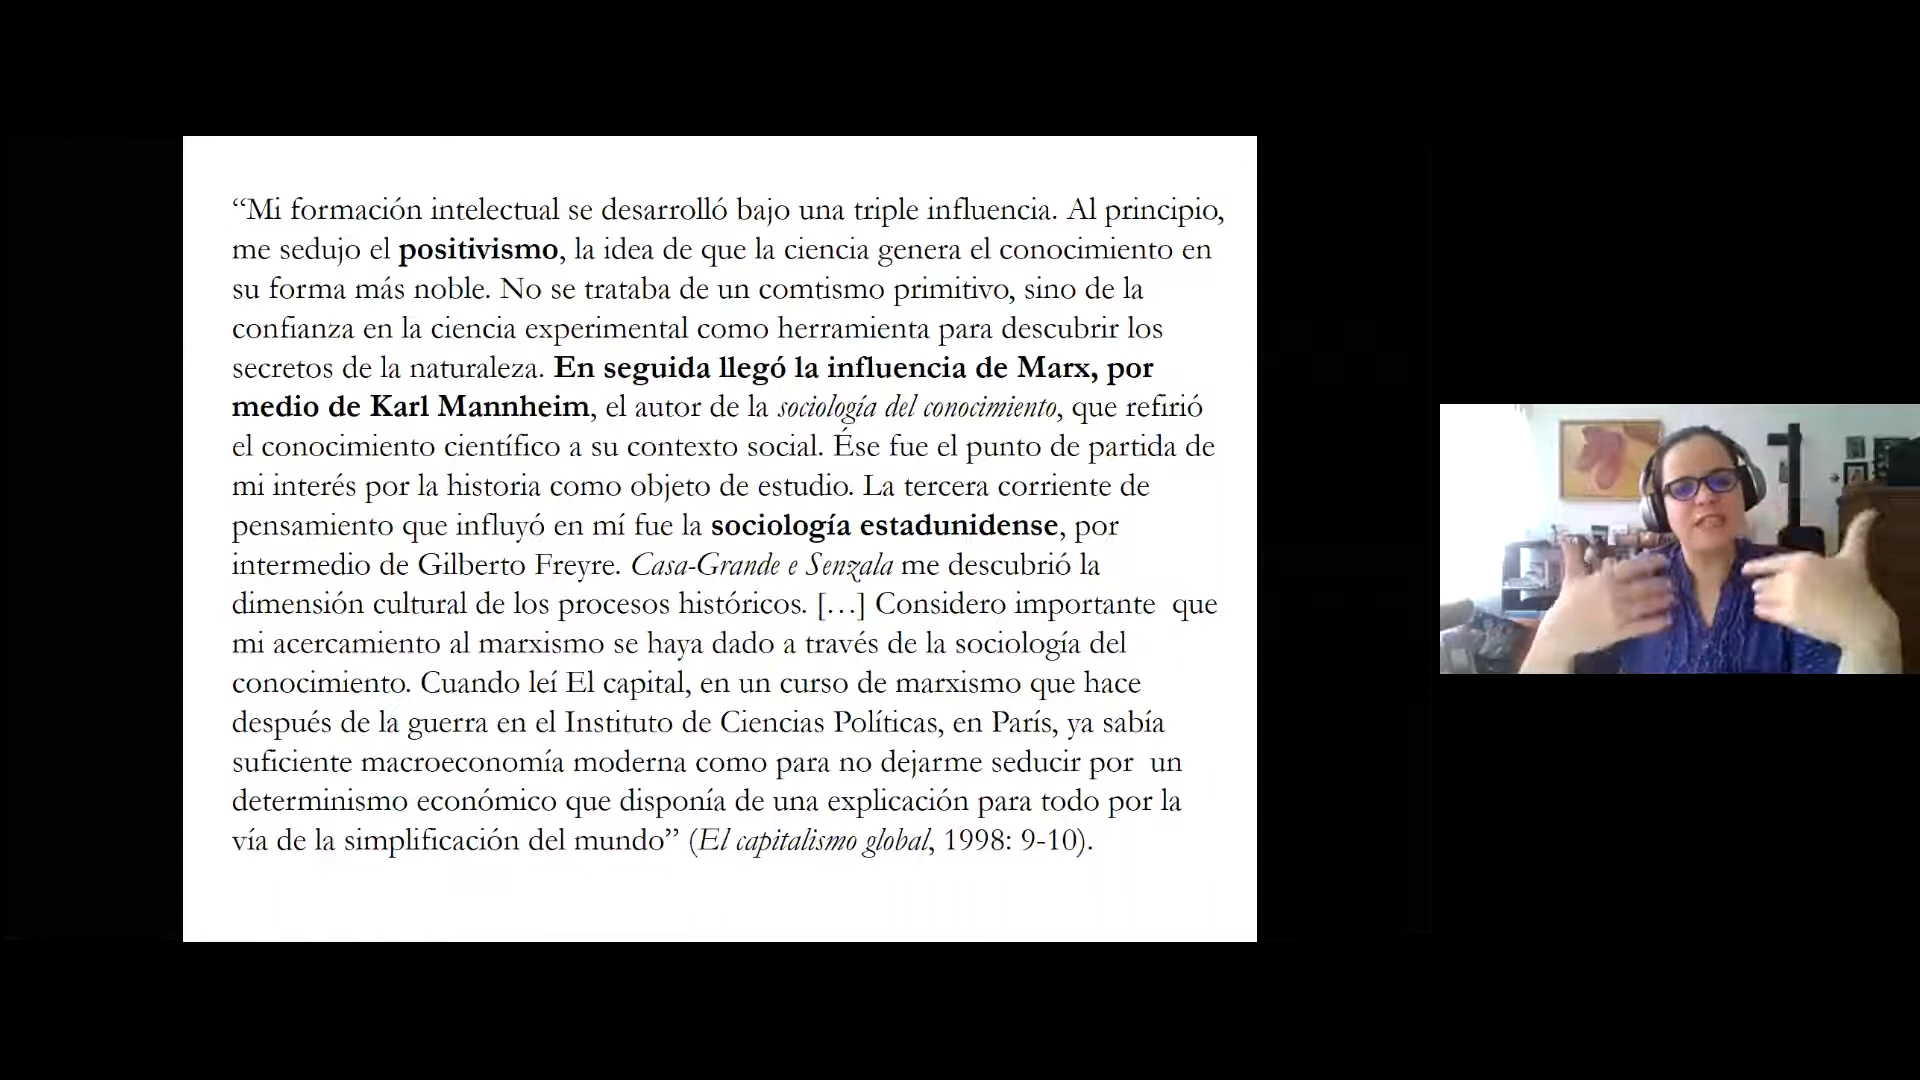 “Mi formación intelectual se desarrolló bajo una triple influencia. Al principio,
me sedujo el positivismo, la idea de que la ciencia genera el conocimiento en
su forma más noble. No se trataba de un comtismo primitivo, sino de la
confianza en la ciencia experimental como herramienta para descubrir los
secretos de la naturaleza. En seguida llegó la influencia de Marx, por
medio de Karl Mannheim, el autor de la sociología del conocimiento, que refirió
el conocimiento científico a su contexto social. Ése fue el punto de partida de
mi interés por la historia como objeto de estudio. La tercera corriente de
pensamiento que influyó en mí fue la sociología estadunidense, por
intermedio de Gilberto Freyre. Casa-Grande e Senzala me descubrió la
dimensión cultural de los procesos históricos. […] Considero importante  que
mi acercamiento al marxismo se haya dado a través de la sociología del
conocimiento. Cuando leí El capital, en un curso de marxismo que hace
después de la guerra en el Instituto de Ciencias Políticas, en París, ya sabía
suficiente macroeconomía moderna como para no dejarme seducir por  un
determinismo económico que disponía de una explicación para todo por la
vía de la simplificación del mundo” (El capitalismo global, 1998: 9-10).